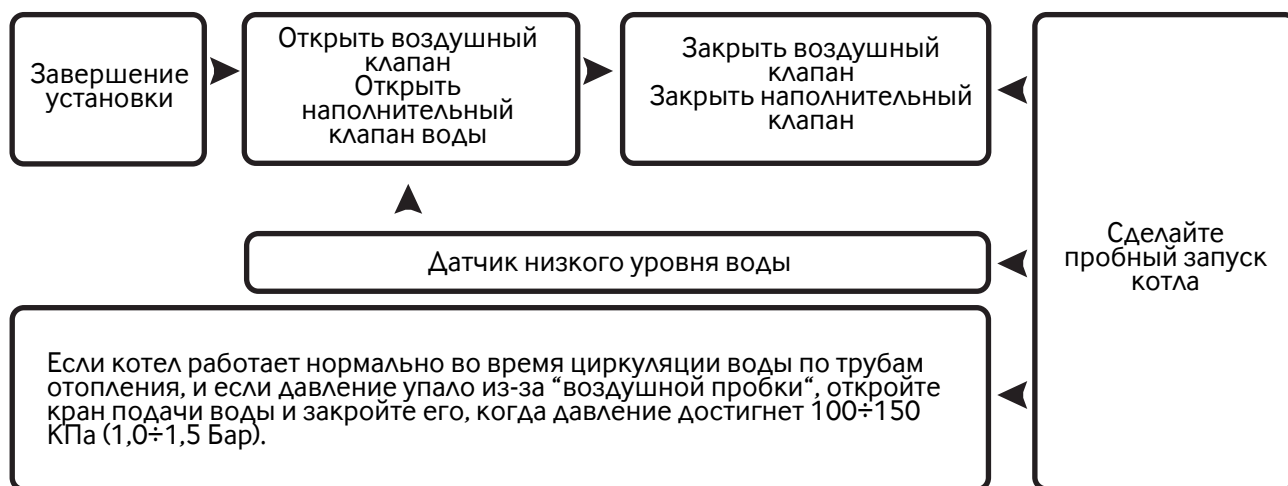 Завершение
установки
Открыть воздушный
клапан
Открыть
наполнительный
клапан воды
Закрыть воздушный
клапан
Закрыть наполнительный
клапан
Датчик низкого уровня воды
Сделайте
пробный запуск
котла
Если котел работает нормально во время циркуляции воды по трубам
отопления, и если давление упало из-за “воздушной пробки“, откройте
кран подачи воды и закройте его, когда давление достигнет 100÷150
КПа (1,0÷1,5 Бар).